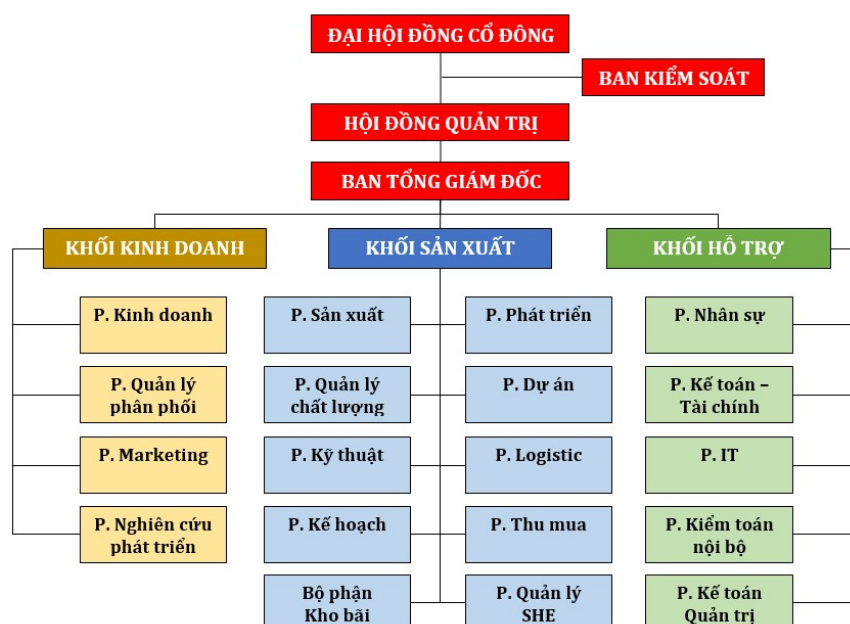 ĐẠI HỘI ĐỒNG CỔ ĐÔNG
BAN KIỂM SOÁT
HỘI ĐỒNG QUẢN TRỊ
BAN TỔNG GIÁM ĐỐC
KHỐI KINH DOANH
KHỐI SẢN XUẤT
KHỐI HỖ TRỢ
P. Kinh doanh
P. Quản lý
phân phối
P. Marketing
P. Nghiên cứu
phát triển
P. Sản xuất
P. Quản lý
chất lượng
P. Kỹ thuật
P. Kế hoạch
Bộ phận
Kho bãi
P. Phát triển
P. Dự án
P. Logistic
P. Thu mua
P. Quản lý
SHE
P. Nhân sự
P. Kế toán –
Tài chính
P. IT
P. Kiểm toán
nội bộ
P. Kế toán
Quản trị